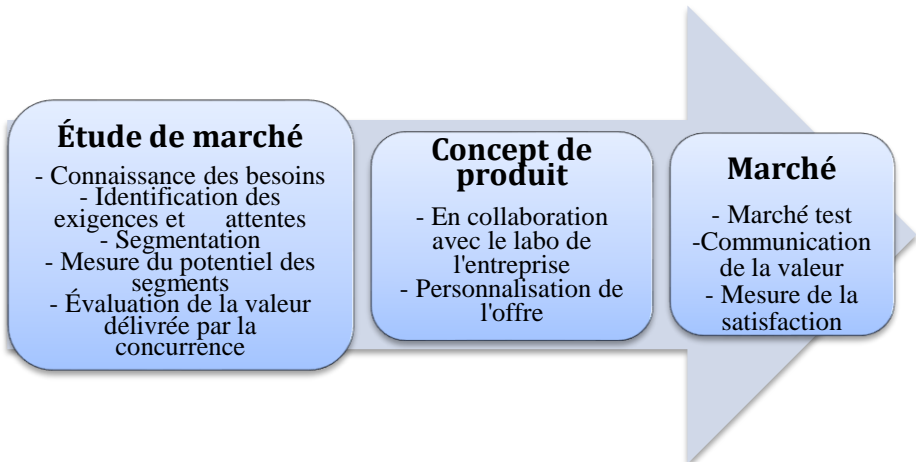 Étude de marché
- Connaissance des besoins
- Identification des
exigences et attentes
- Segmentation
- Mesure du potentiel des
segments
- Évaluation de la valeur
délivrée par la
concurrence
Concept de
produit
- En collaboration
avec le labo de
l'entreprise
- Personnalisation de
l'offre
Marché
- Marché test
-Communication
de la valeur
- Mesure de la
satisfaction